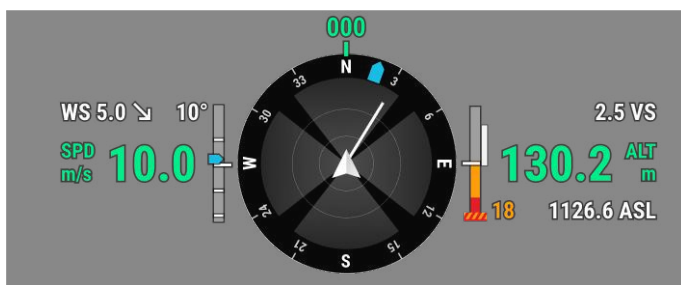 000
N
3
6
E
12
15
S
21
24
W
30
33
WS 5.0 ↘ 10°
SPD
m/s
10.0
2.5 VS
130.2
ALT
m
18
1126.6 ASL